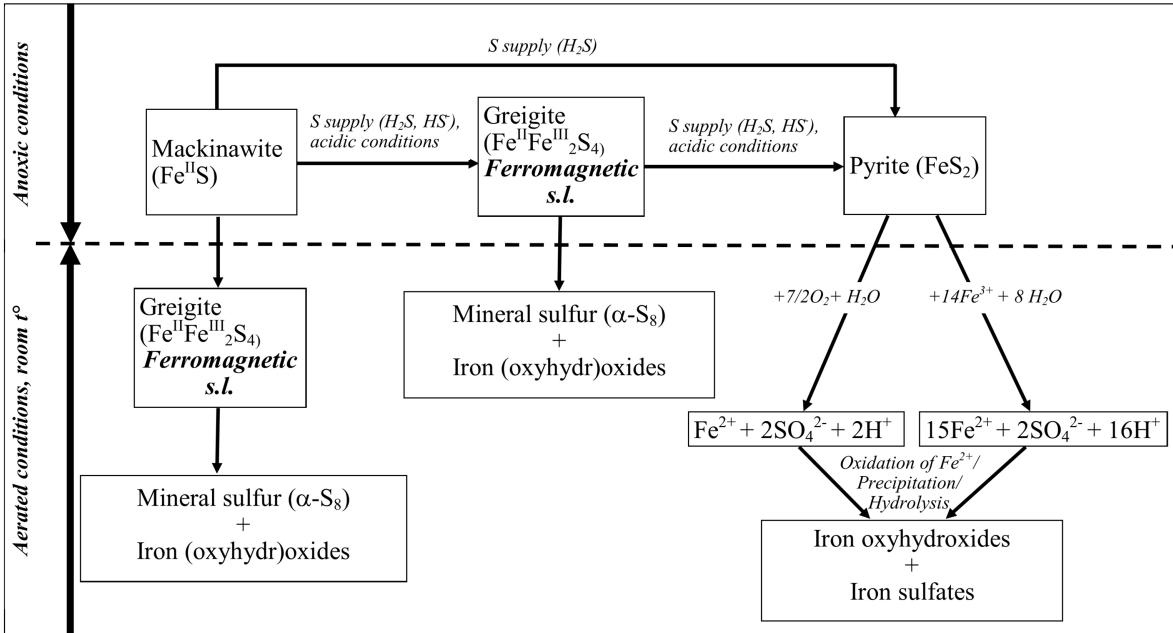 Anoxic conditions
S supply (H₂S)
Mackinawite
(FeᴵᴵS)
S supply (H₂S, HS⁻),
acidic conditions
Greigite
(FeᴵᴵFeᴵᴵᴵ₂S₄)
Ferromagnetic
s.l.
S supply (H₂S, HS⁻),
acidic conditions
Pyrite (FeS₂)
Aerated conditions, room t°
Greigite
(FeᴵᴵFeᴵᴵᴵ₂S₄)
Ferromagnetic
s.l.
Mineral sulfur (α-S₈)
+
Iron (oxyhydr)oxides
+7/2O₂+ H₂O
+14Fe³⁺ + 8 H₂O
Fe²⁺ + 2SO₄²⁻ + 2H⁺
15Fe²⁺ + 2SO₄²⁻ + 16H⁺
Oxidation of Fe²⁺/
Precipitation/
Hydrolysis
Mineral sulfur (α-S₈)
+
Iron (oxyhydr)oxides
Iron oxyhydroxides
+
Iron sulfates